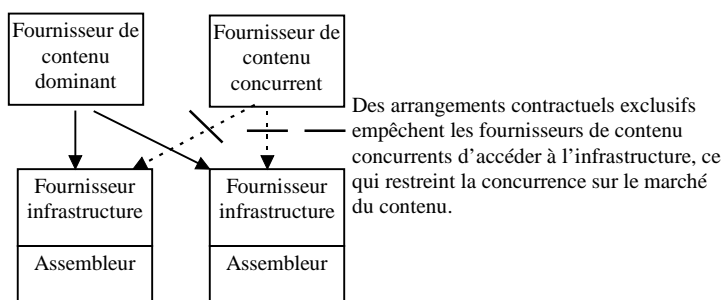 Fournisseur de
contenu
dominant
Fournisseur de
contenu
concurrent
Des arrangements contractuels exclusifs
empêchent les fournisseurs de contenu
concurrents d’accéder à l’infrastructure, ce
qui restreint la concurrence sur le marché
du contenu.
Fournisseur
infrastructure
Assembleur
Fournisseur
infrastructure
Assembleur